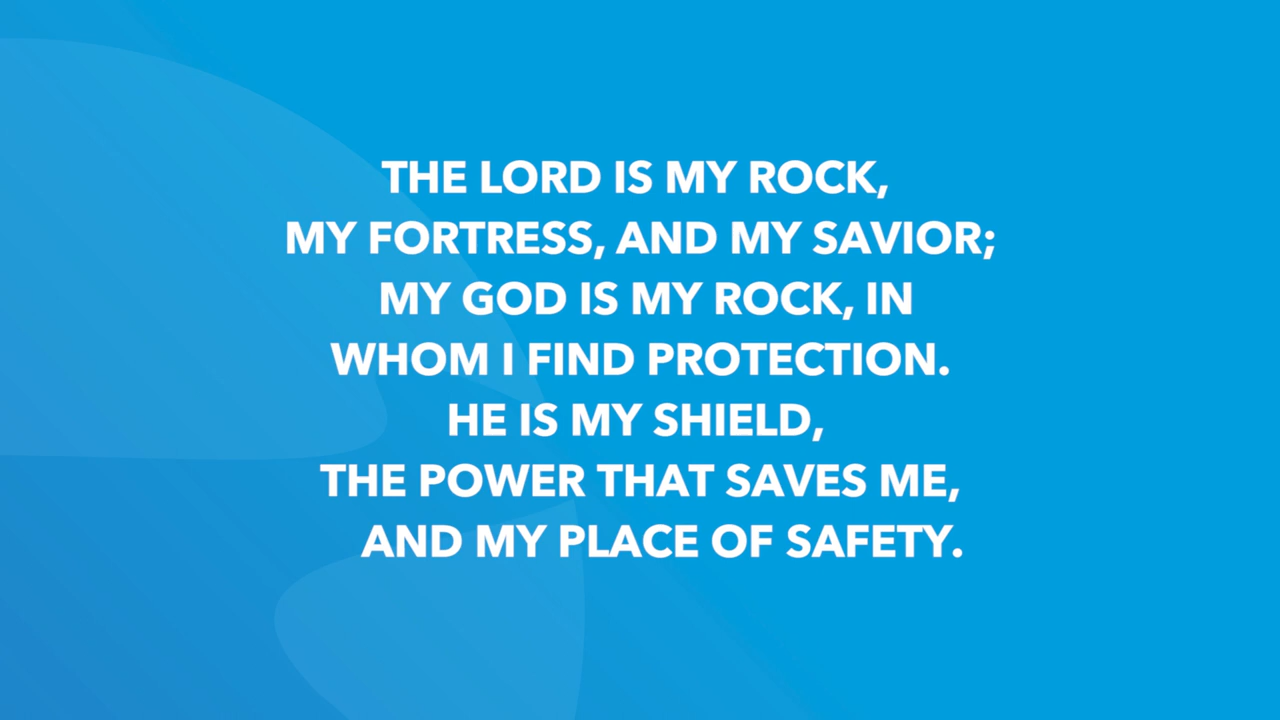 THE LORD IS MY ROCK,
MY FORTRESS, AND MY SAVIOR;
MY GOD IS MY ROCK, IN
WHOM I FIND PROTECTION.
HE IS MY SHIELD,
THE POWER THAT SAVES ME,
AND MY PLACE OF SAFETY.